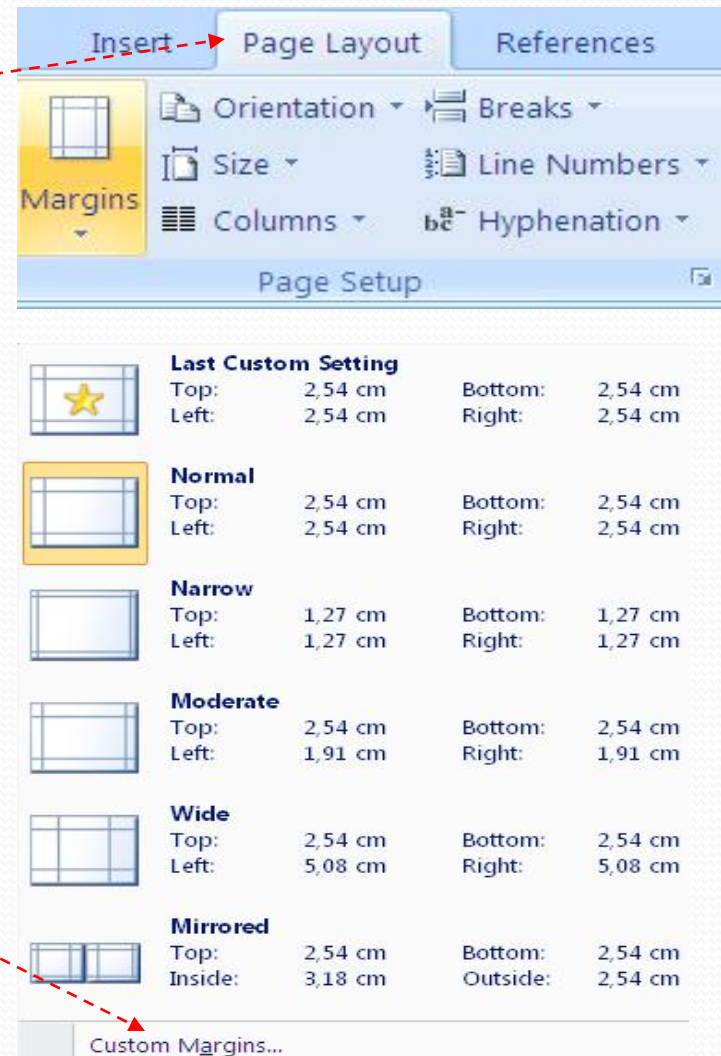 Insert Page Layout References
Orientation Breaks
Size Line Numbers
Margins
Columns Hyphenation
Page Setup
Last Custom Setting
Top: 2,54 cm Bottom: 2,54 cm
Left: 2,54 cm Right: 2,54 cm
Normal
Top: 2,54 cm Bottom: 2,54 cm
Left: 2,54 cm Right: 2,54 cm
Narrow
Top: 1,27 cm Bottom: 1,27 cm
Left: 1,27 cm Right: 1,27 cm
Moderate
Top: 2,54 cm Bottom: 2,54 cm
Left: 1,91 cm Right: 1,91 cm
Wide
Top: 2,54 cm Bottom: 2,54 cm
Left: 5,08 cm Right: 5,08 cm
Mirrored
Top: 2,54 cm Bottom: 2,54 cm
Inside: 3,18 cm Outside: 2,54 cm
Custom Margins...